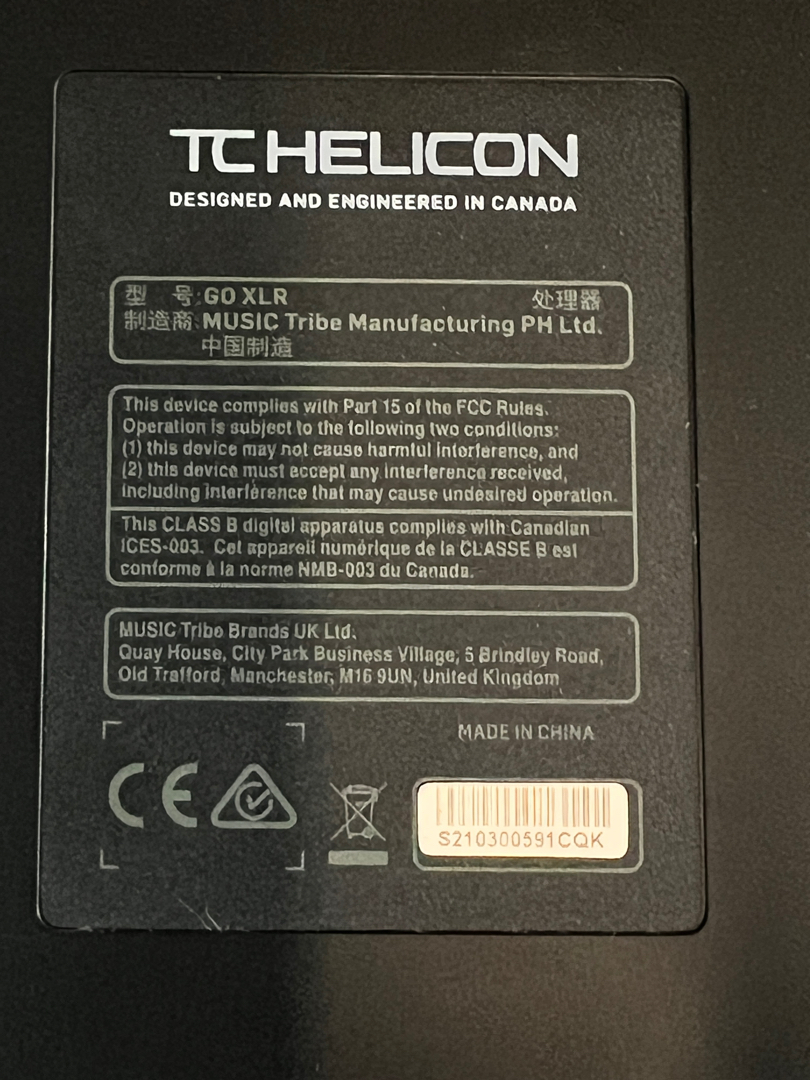 TC HELICON
DESIGNED AND ENGINEERED IN CANADA
型 号:GO XLR 处理器
制造商:MUSIC Tribe Manufacturing PH Ltd.
中国制造
This device complies with Part 15 of the FCC Rules.
Operation is subject to the following two conditions:
(1) this device may not cause harmful interference, and
(2) this device must accept any interference received,
including interference that may cause undesired operation.
This CLASS B digital apparatus complies with Canadian
ICES-003. Cet appareil numérique de la CLASSE B est
conforme à la norme NMB-003 du Canada.
MUSIC Tribe Brands UK Ltd.
Quay House, City Park Business Village, 5 Brindley Road,
Old Trafford, Manchester, M16 9UN, United Kingdom
MADE IN CHINA
CE
S210300591CQK